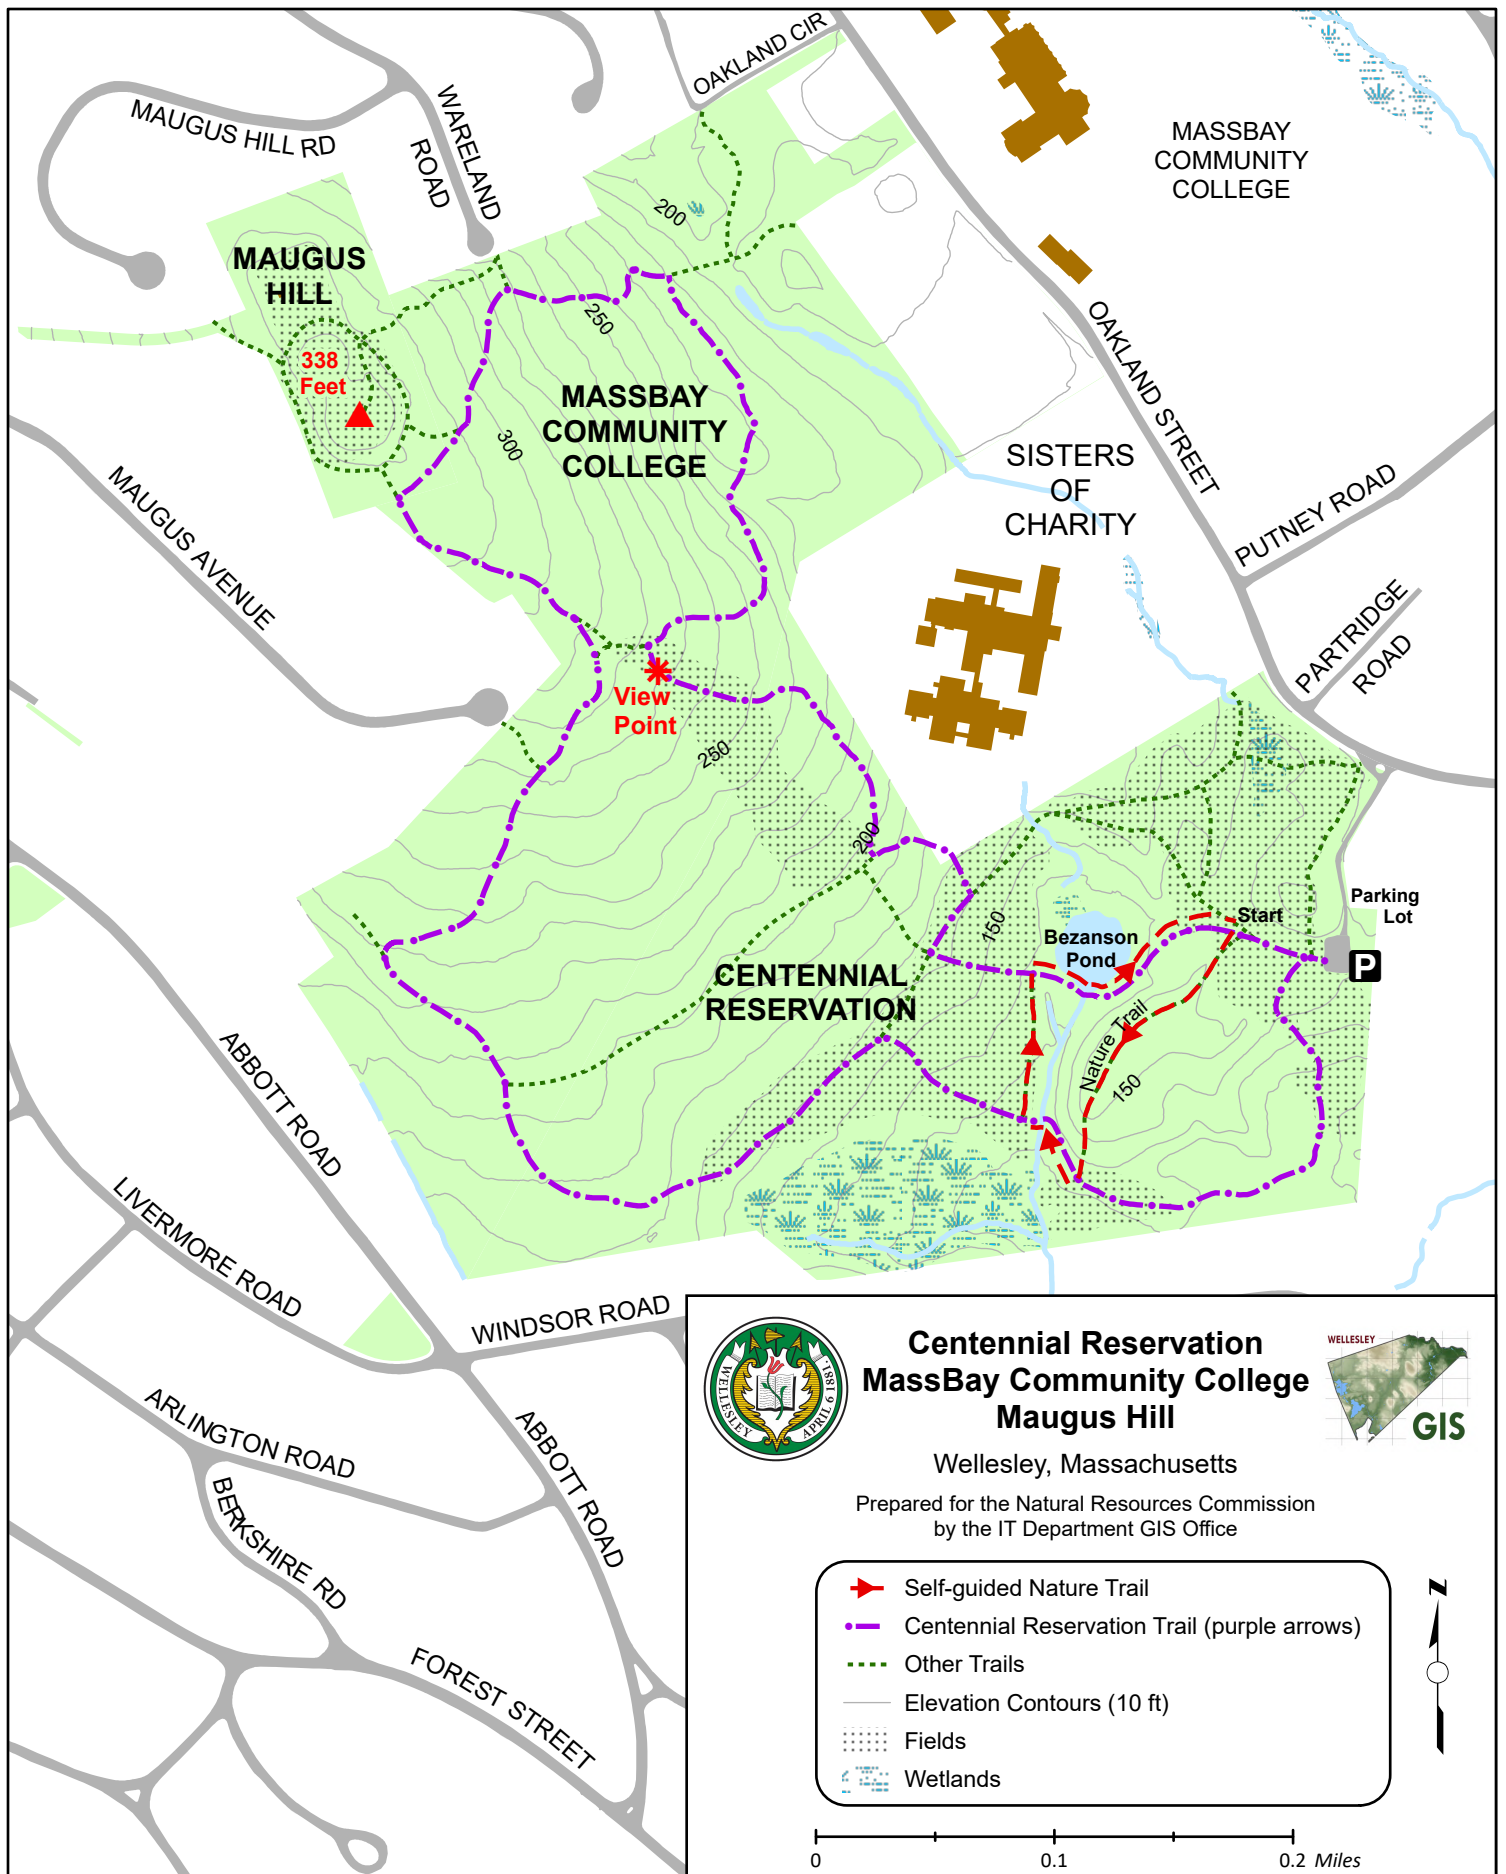 OAKLAND CIR
MAUGUS HILL RD
WARELAND
ROAD
MASSBAY
COMMUNITY
COLLEGE
200
MAUGUS
HILL
338
Feet
250
MASSBAY
COMMUNITY
COLLEGE
300
OAKLAND STREET
SISTERS
OF
CHARITY
PUTNEY ROAD
PARTRIDGE
ROAD
MAUGUS AVENUE
View
Point
250
200
150
Bezanson
Pond
Start
Parking
Lot
P
CENTENNIAL
RESERVATION
Nature Trail
150
ABBOTT ROAD
LIVERMORE ROAD
WINDSOR ROAD
ARLINGTON ROAD
ABBOTT ROAD
BERKSHIRE RD
FOREST STREET
WELLESLEY
APRIL 6 1881.
Centennial Reservation
MassBay Community College
Maugus Hill
WELLESLEY
GIS
Wellesley, Massachusetts
Prepared for the Natural Resources Commission
by the IT Department GIS Office
Self-guided Nature Trail
Centennial Reservation Trail (purple arrows)
Other Trails
Elevation Contours (10 ft)
Fields
Wetlands
N
0 0.1 0.2 Miles